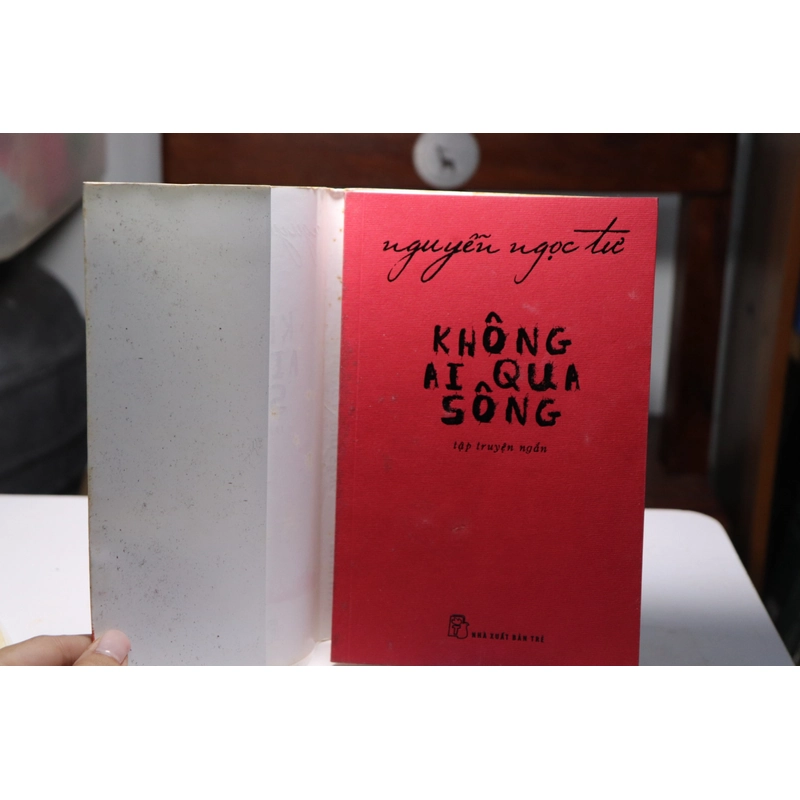 nguyễn ngọc tư
KHÔNG
AI QUA
SÔNG
tập truyện ngắn
NHÀ XUẤT BẢN TRẺ